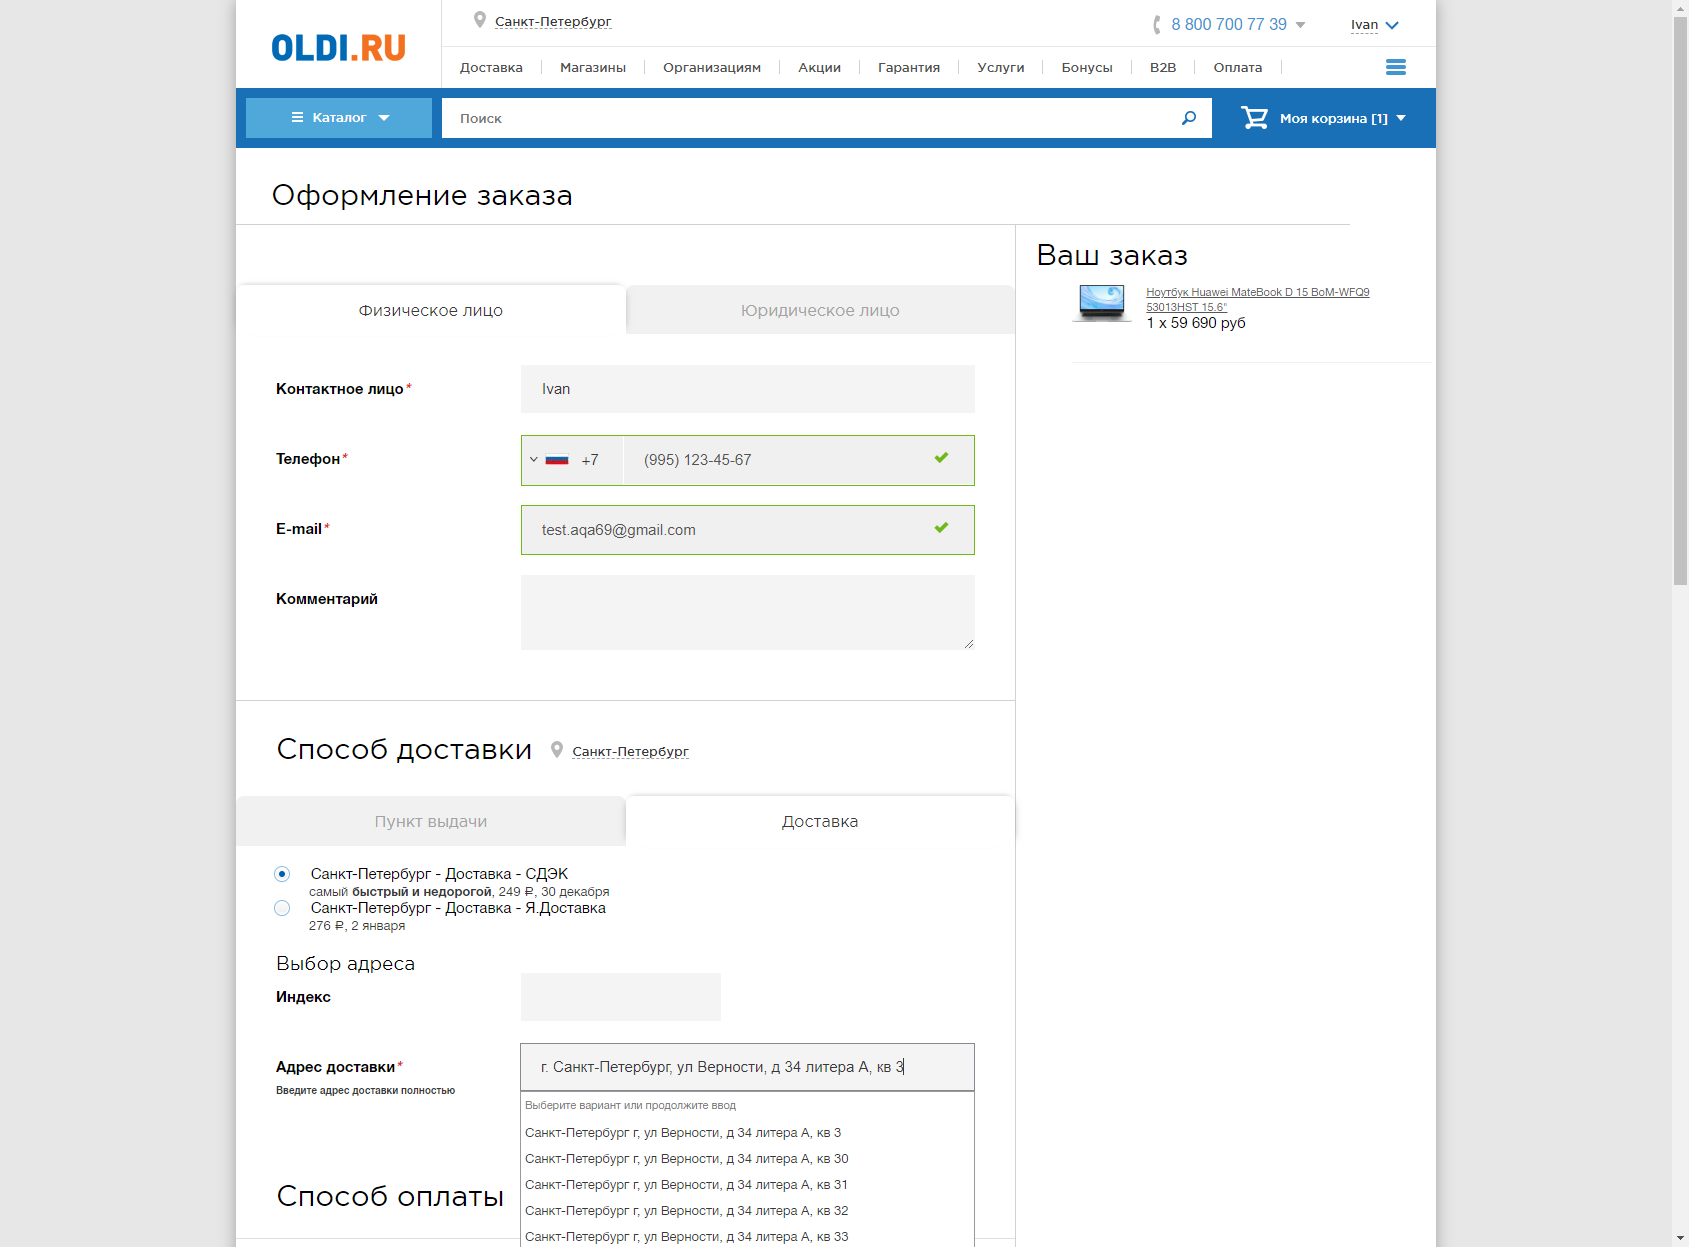 OLDI.RU
Санкт-Петербург
8 800 700 77 39
Ivan
Доставка
Магазины
Организациям
Акции
Гарантия
Услуги
Бонусы
B2B
Оплата
Каталог
Поиск
Моя корзина [1]
Оформление заказа
Ваш заказ
Ноутбук Huawei MateBook D 15 BoM-WFQ9
53013HST 15.6"
1 x 59 690 руб
Физическое лицо
Юридическое лицо
Контактное лицо*
Ivan
Телефон*
+7
(995) 123-45-67
E-mail*
test.aqa69@gmail.com
Комментарий
Способ доставки
Санкт-Петербург
Пункт выдачи
Доставка
Санкт-Петербург - Доставка - СДЭК
самый быстрый и недорогой, 249 ₽, 30 декабря
Санкт-Петербург - Доставка - Я.Доставка
276 ₽, 2 января
Выбор адреса
Индекс
Адрес доставки*
Введите адрес доставки полностью
г. Санкт-Петербург, ул Верности, д 34 литера А, кв 3
Выберите вариант или продолжите ввод
Санкт-Петербург г, ул Верности, д 34 литера А, кв 3
Санкт-Петербург г, ул Верности, д 34 литера А, кв 30
Санкт-Петербург г, ул Верности, д 34 литера А, кв 31
Санкт-Петербург г, ул Верности, д 34 литера А, кв 32
Санкт-Петербург г, ул Верности, д 34 литера А, кв 33
Способ оплаты